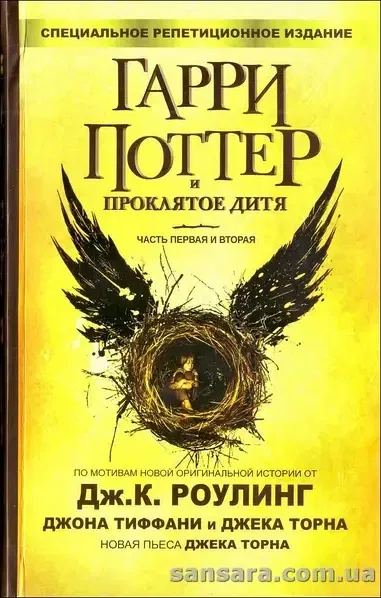 СПЕЦИАЛЬНОЕ РЕПЕТИЦИОННОЕ ИЗДАНИЕ
ГАРРИ
ПОТТЕР
и
ПРОКЛЯТОЕ ДИТЯ
ЧАСТЬ ПЕРВАЯ И ВТОРАЯ
ПО МОТИВАМ НОВОЙ ОРИГИНАЛЬНОЙ ИСТОРИИ ОТ
Дж.К. РОУЛИНГ
ДЖОНА ТИФФАНИ и ДЖЕКА ТОРНА
НОВАЯ ПЬЕСА ДЖЕКА ТОРНА
sansara.com.ua